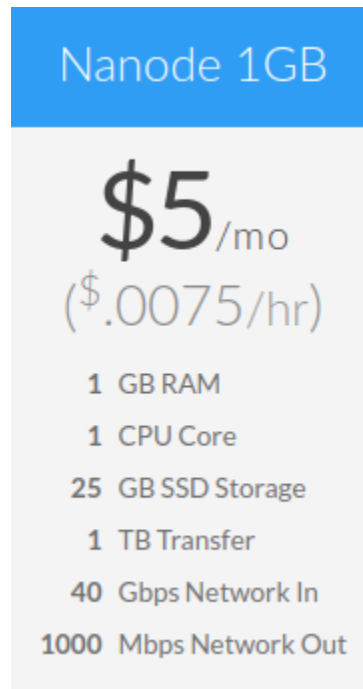 Nanode 1GB
$5/mo
($.0075/hr)
1 GB RAM
1 CPU Core
25 GB SSD Storage
1 TB Transfer
40 Gbps Network In
1000 Mbps Network Out